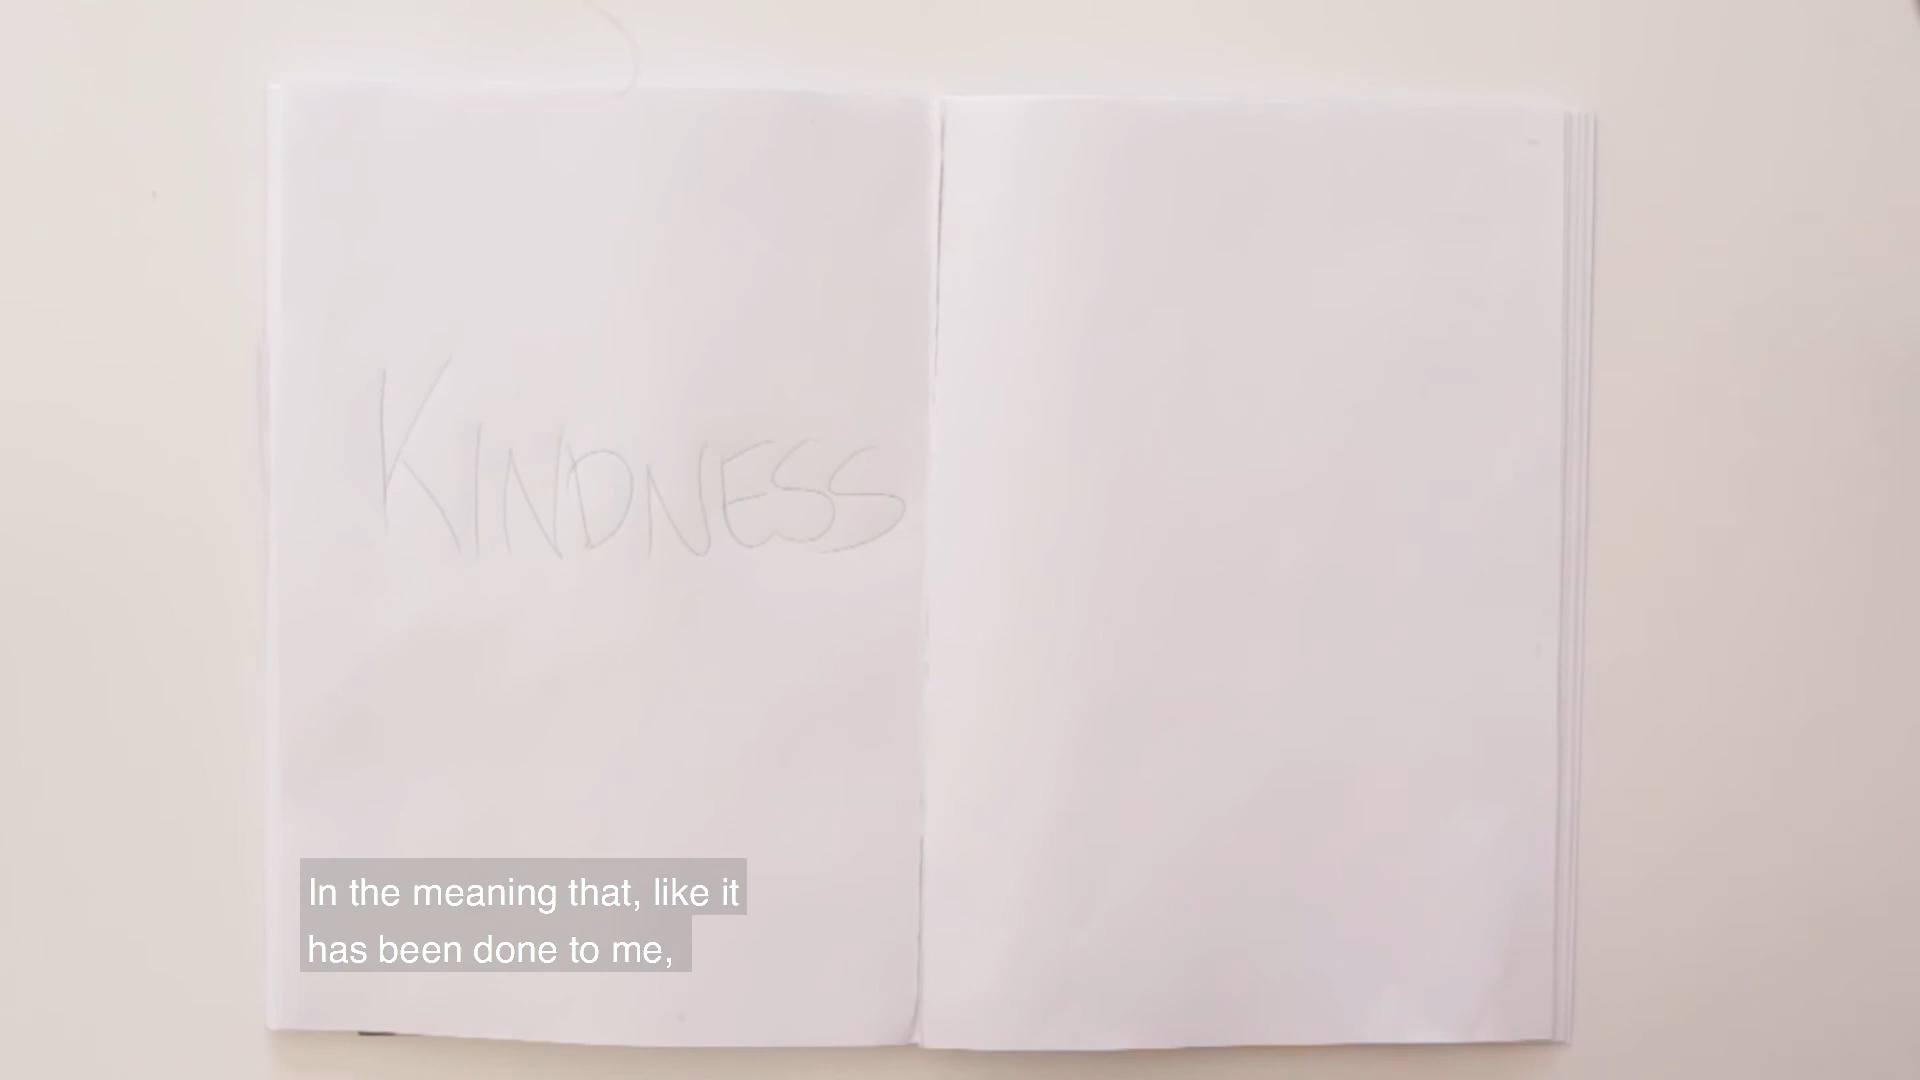 KINDNESS
In the meaning that, like it
has been done to me,